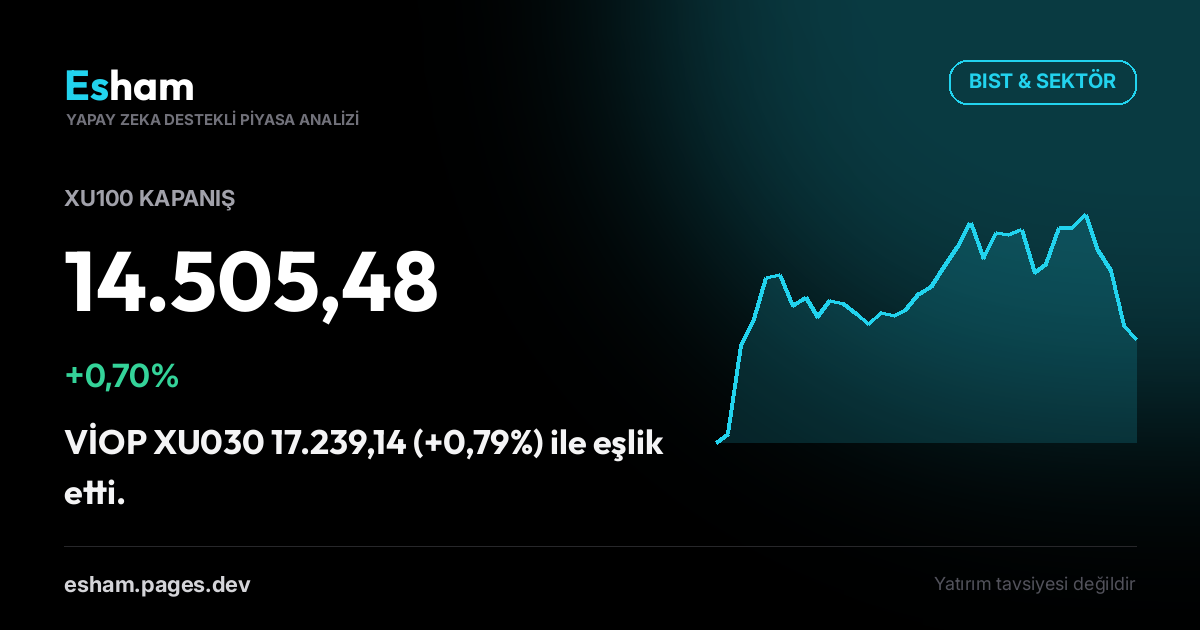 Esham
YAPAY ZEKA DESTEKLİ PİYASA ANALİZİ
BIST & SEKTÖR
XU100 KAPANIŞ
14.505,48
+0,70%
VİOP XU030 17.239,14 (+0,79%) ile eşlik
etti.
esham.pages.dev
Yatırım tavsiyesi değildir